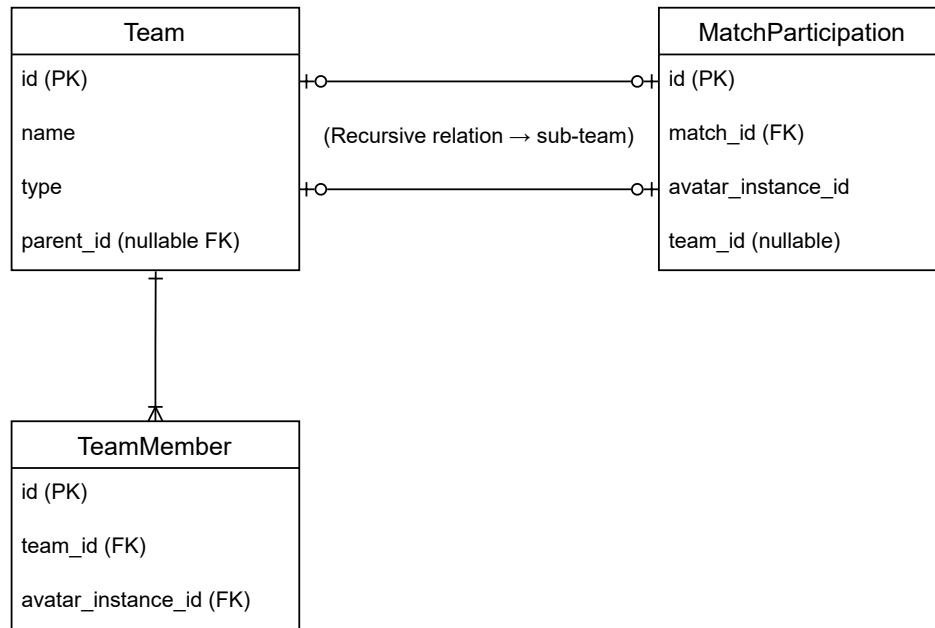 Team
id (PK)
name
type
parent_id (nullable FK)
(Recursive relation → sub-team)
MatchParticipation
id (PK)
match_id (FK)
avatar_instance_id
team_id (nullable)
TeamMember
id (PK)
team_id (FK)
avatar_instance_id (FK)